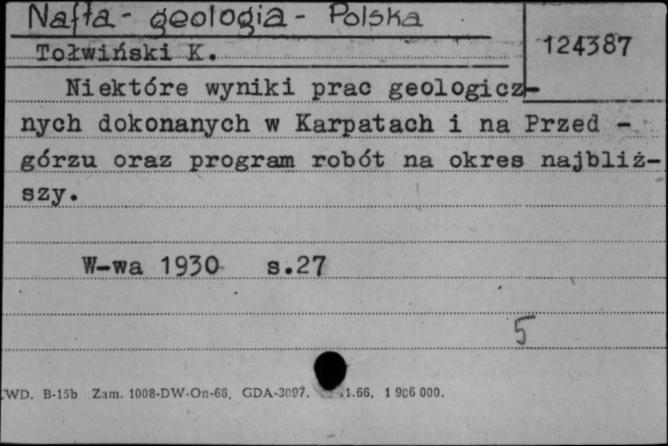 Nafta - geologia - Polska
Tołwiński K.
124387
Niektóre wyniki prac geologicz-
nych dokonanych w Karpatach i na Przed -
górzu oraz program robót na okres najbliż-
szy.
W-wa 1930 s.27
5
WD. B-15b Zam. 1008-DW-On-66. GDA-3097. 1.66. 1 906 000.